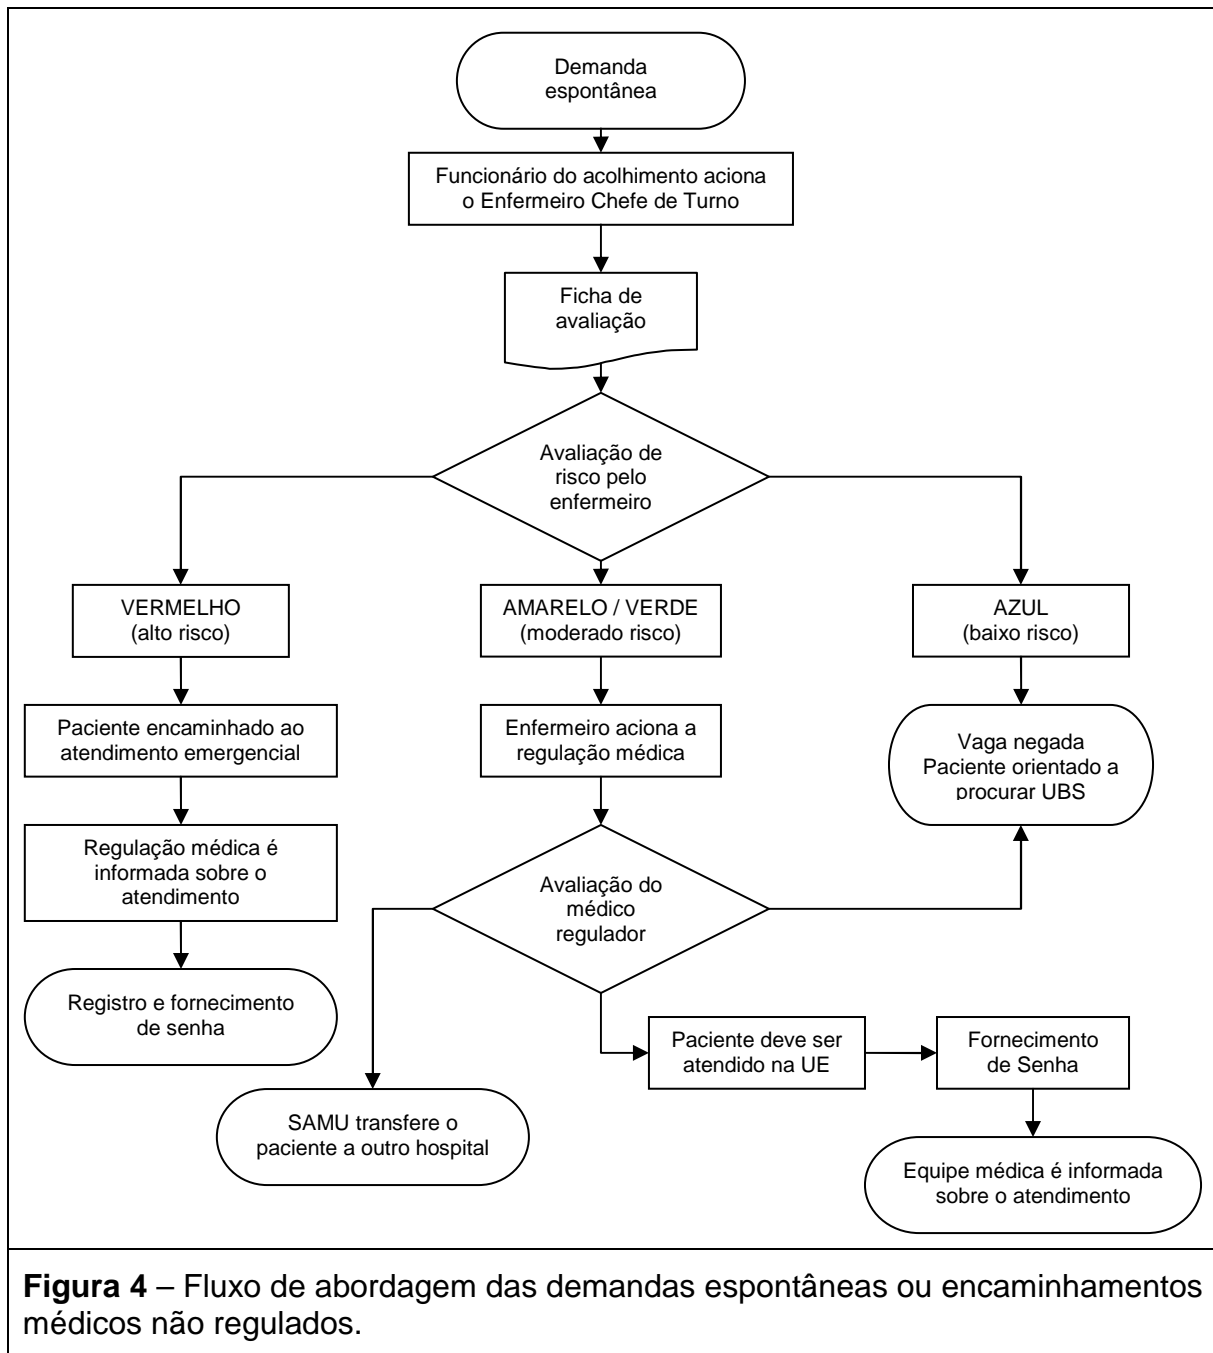 Demanda
espontânea
Funcionário do acolhimento aciona
o Enfermeiro Chefe de Turno
Ficha de
avaliação
Avaliação de
risco pelo
enfermeiro
VERMELHO
(alto risco)
AMARELO / VERDE
(moderado risco)
AZUL
(baixo risco)
Paciente encaminhado ao
atendimento emergencial
Enfermeiro aciona a
regulação médica
Vaga negada
Paciente orientado a
procurar UBS
Regulação médica é
informada sobre o
atendimento
Avaliação do
médico
regulador
Registro e fornecimento
de senha
Paciente deve ser
atendido na UE
Fornecimento
de Senha
SAMU transfere o
paciente a outro hospital
Equipe médica é informada
sobre o atendimento
Figura 4 – Fluxo de abordagem das demandas espontâneas ou encaminhamentos
médicos não regulados.